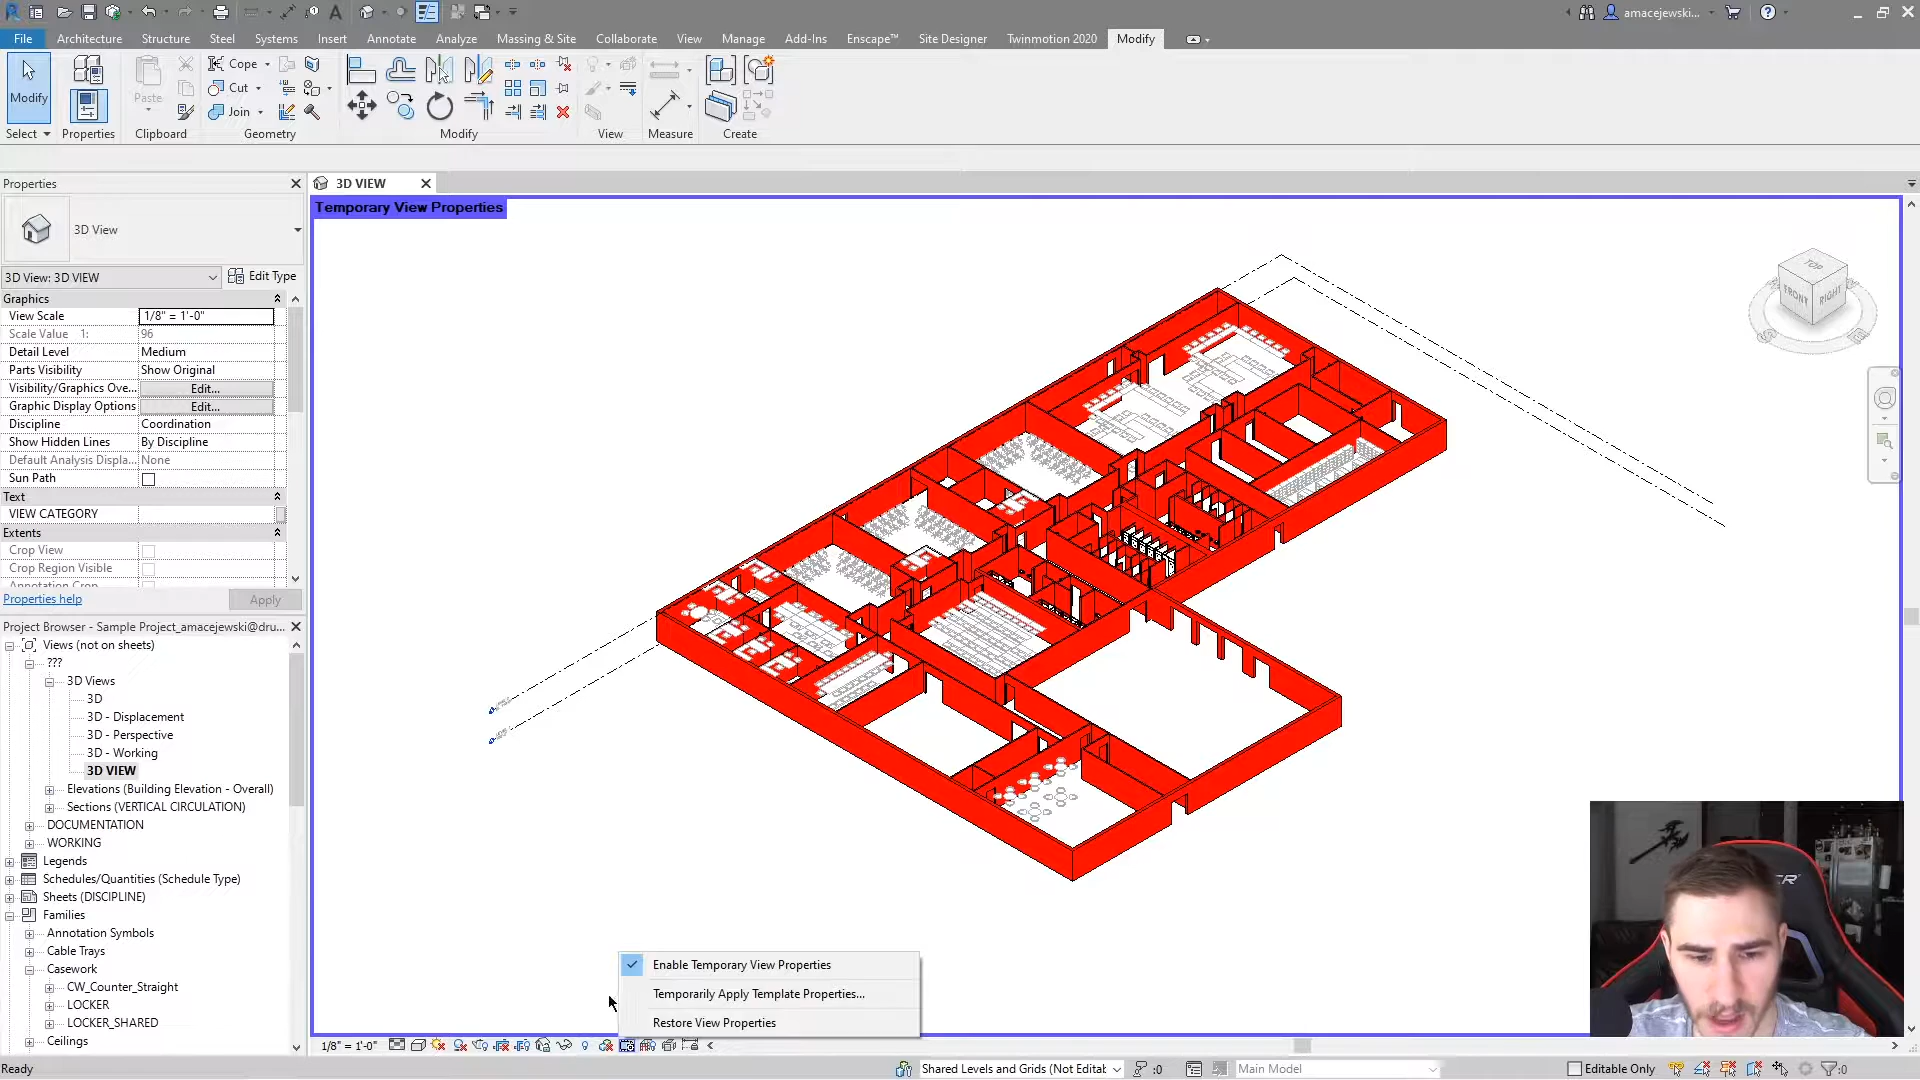 amacejewski...
File
Architecture
Structure
Steel
Systems
Insert
Annotate
Analyze
Massing & Site
Collaborate
View
Manage
Add-Ins
Enscape™
Site Designer
Twinmotion 2020
Modify
Modify
Paste
Cope
Cut
Join
Select
Properties
Clipboard
Geometry
Modify
View
Measure
Create
Properties
3D VIEW
Temporary View Properties
3D View
3D View: 3D VIEW
Edit Type
Graphics
View Scale
1/8" = 1'-0"
Scale Value 1:
96
Detail Level
Medium
Parts Visibility
Show Original
Visibility/Graphics Ove...
Edit...
Graphic Display Options
Edit...
Discipline
Coordination
Show Hidden Lines
By Discipline
Default Analysis Displa...
None
Sun Path
Text
VIEW CATEGORY
Extents
Crop View
Crop Region Visible
Annotation Crop
Properties help
Apply
Project Browser - Sample Project_amacejewski@dru...
Views (not on sheets)
???
3D Views
3D
3D - Displacement
3D - Perspective
3D - Working
3D VIEW
Elevations (Building Elevation - Overall)
Sections (VERTICAL CIRCULATION)
DOCUMENTATION
WORKING
Legends
Schedules/Quantities (Schedule Type)
Sheets (DISCIPLINE)
Families
Annotation Symbols
Cable Trays
Casework
CW_Counter_Straight
LOCKER
LOCKER_SHARED
Ceilings
TOP
FRONT
RIGHT
S
E
Enable Temporary View Properties
Temporarily Apply Template Properties...
Restore View Properties
1/8" = 1'-0"
Ready
Shared Levels and Grids (Not Editab
:0
Main Model
Editable Only
:0